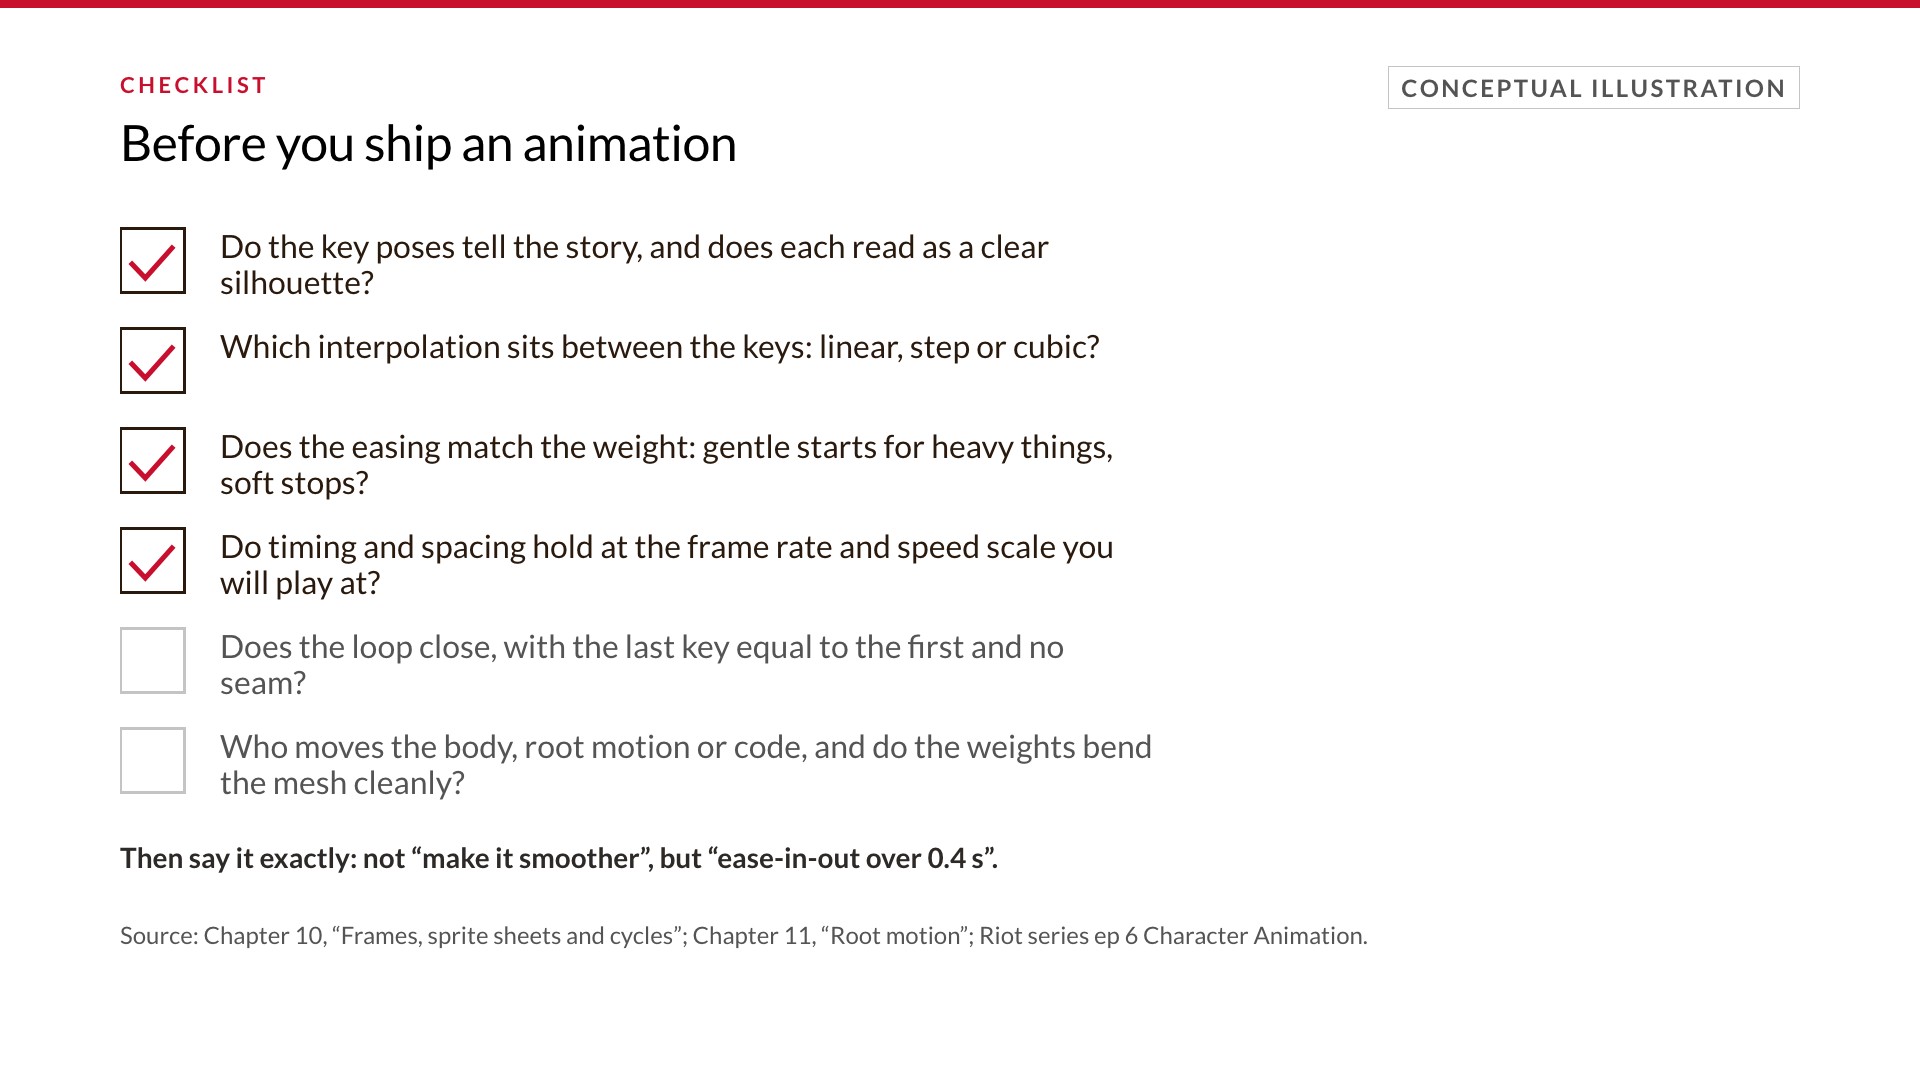 CHECKLIST
CONCEPTUAL ILLUSTRATION
Before you ship an animation
Do the key poses tell the story, and does each read as a clear
silhouette?
Which interpolation sits between the keys: linear, step or cubic?
Does the easing match the weight: gentle starts for heavy things,
soft stops?
Do timing and spacing hold at the frame rate and speed scale you
will play at?
Does the loop close, with the last key equal to the first and no
seam?
Who moves the body, root motion or code, and do the weights bend
the mesh cleanly?
Then say it exactly: not “make it smoother”, but “ease-in-out over 0.4 s”.
Source: Chapter 10, “Frames, sprite sheets and cycles”; Chapter 11, “Root motion”; Riot series ep 6 Character Animation.